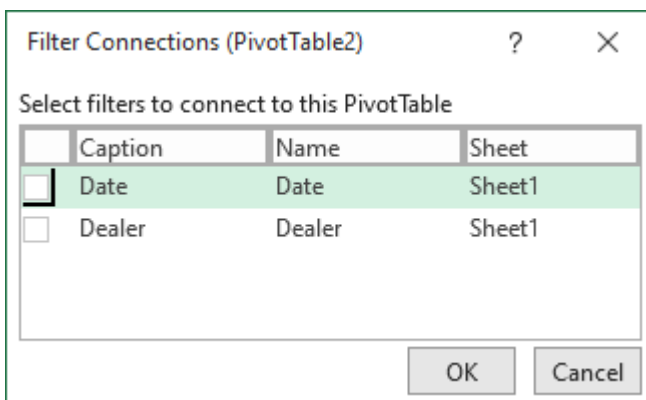 Filter Connections (PivotTable2) ?
Select filters to connect to this PivotTable
Caption Name Sheet
Date Date Sheet1
Dealer Dealer Sheet1
OK Cancel